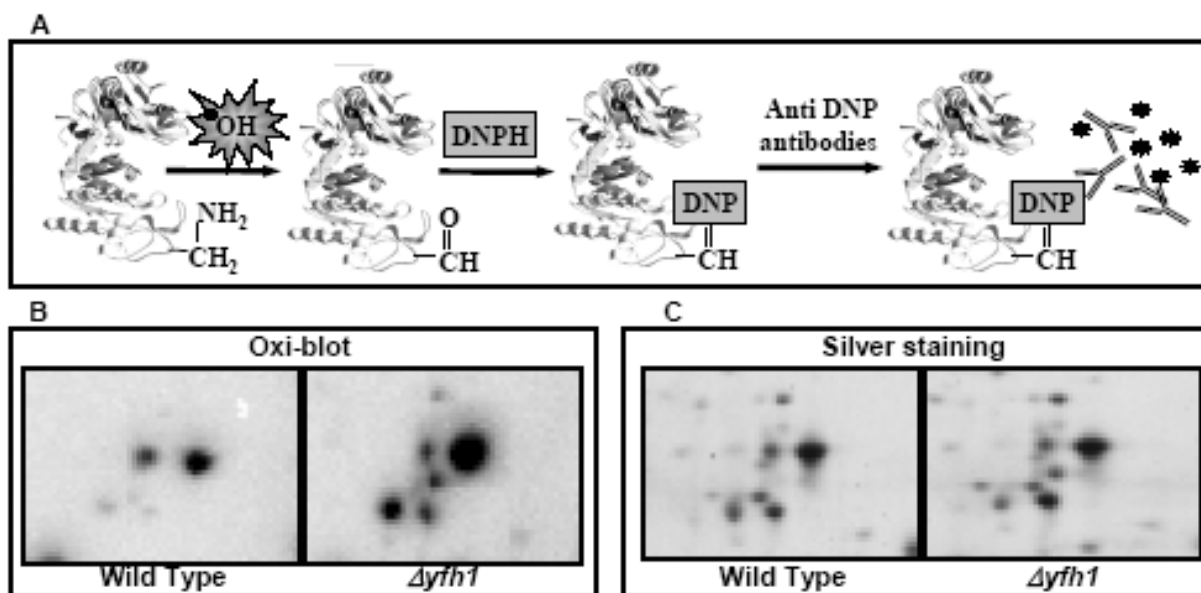 A
OH
NH2
CH2
DNPH
O
CH
DNP
CH
Anti DNP
antibodies
DNP
CH
B
Oxi-blot
Wild Type
Δyfh1
C
Silver staining
Wild Type
Δyfh1